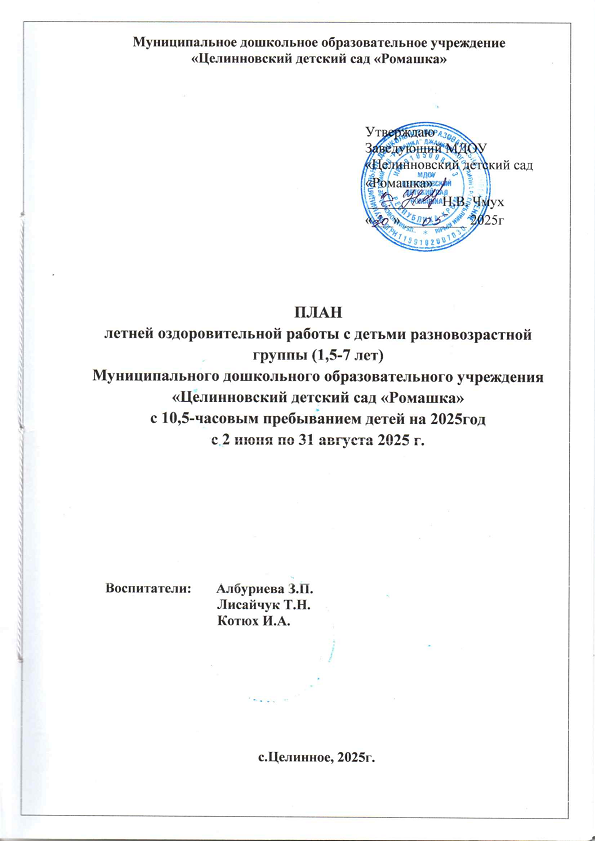 Муниципальное дошкольное образовательное учреждение
«Целинновский детский сад «Ромашка»
Утверждаю
Заведующий МДОУ
«Целинновский детский сад
«Ромашка»
Н.В. Чмух
« » 2025г
МДОУ
ПЛАН
летней оздоровительной работы с детьми разновозрастной
группы (1,5-7 лет)
Муниципального дошкольного образовательного учреждения
«Целинновский детский сад «Ромашка»
с 10,5-часовым пребыванием детей на 2025год
с 2 июня по 31 августа 2025 г.
Воспитатели: Албуриева З.П.
Лисайчук Т.Н.
Котюх И.А.
с.Целинное, 2025г.